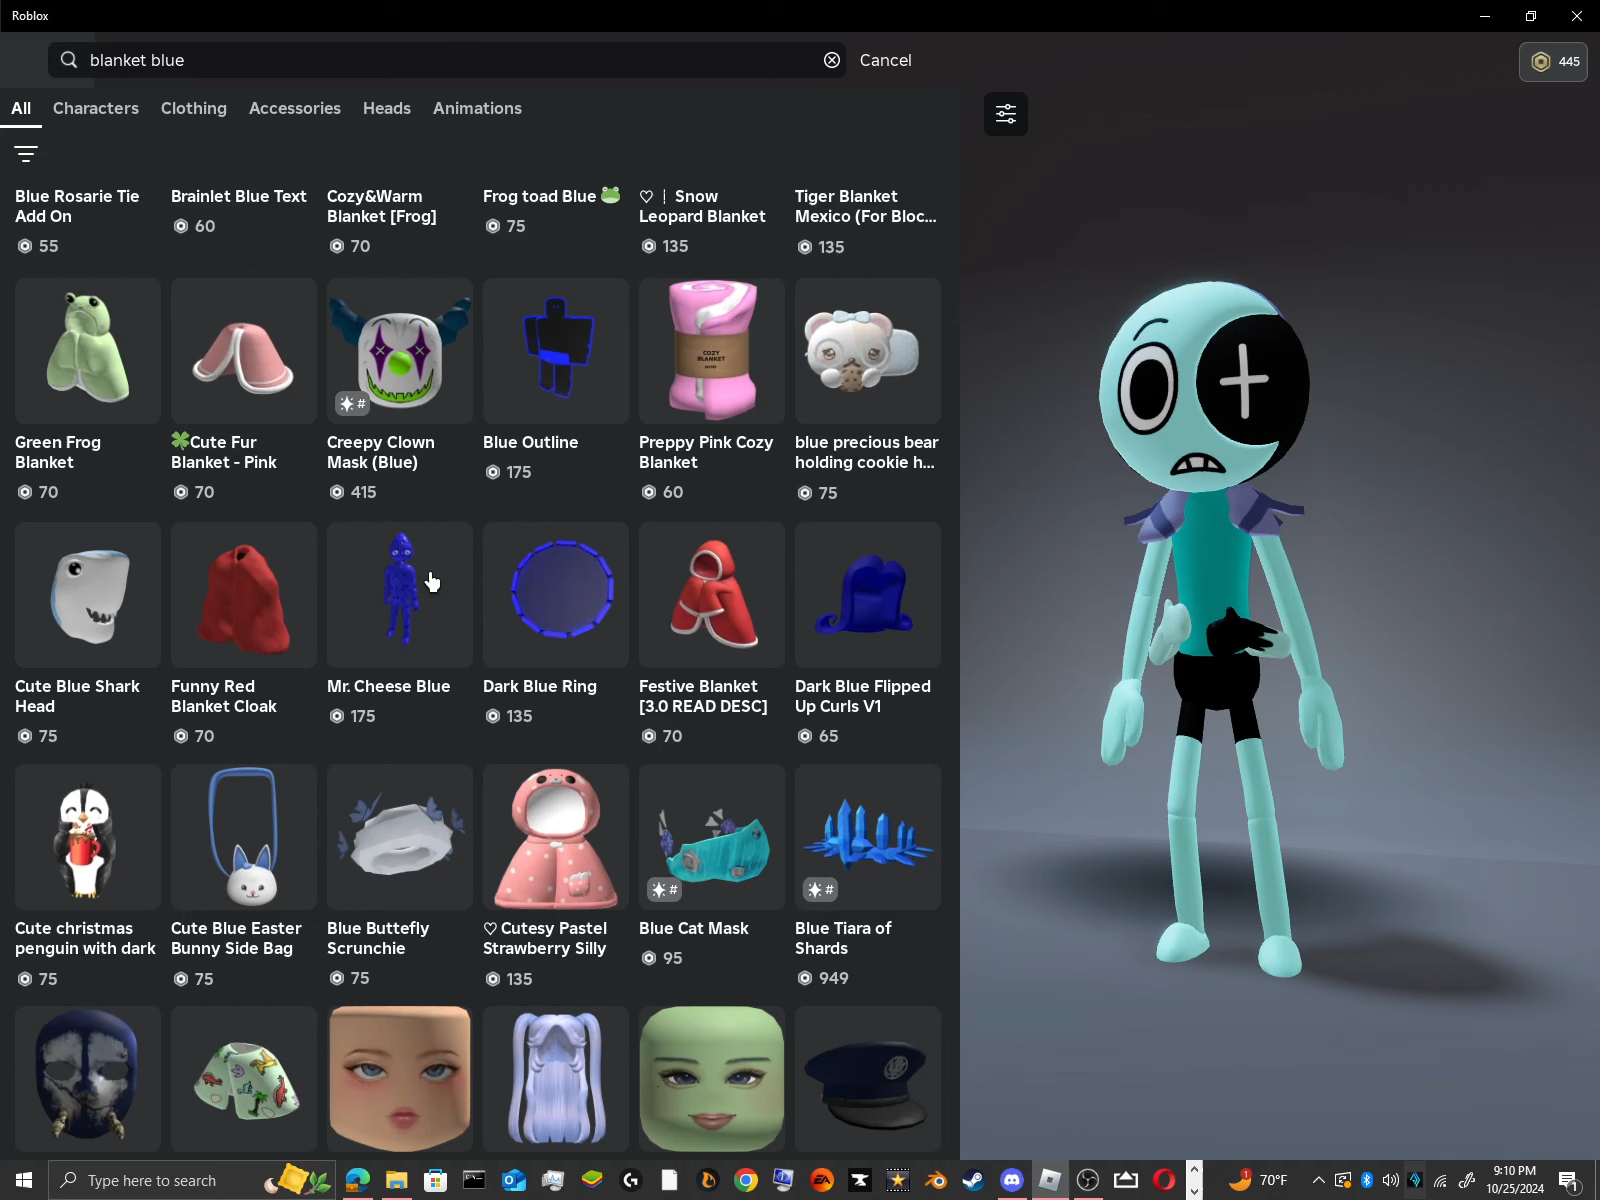 Roblox
blanket blue
Cancel
445
All Characters Clothing Accessories Heads Animations
Blue Rosarie Tie
Add On
55
Brainlet Blue Text
60
Cozy&Warm
Blanket [Frog]
70
Frog toad Blue 🐸
75
♡ | Snow
Leopard Blanket
135
Tiger Blanket
Mexico (For Bloc...
135
#
COZY
BLANKET
Green Frog
Blanket
70
🍀Cute Fur
Blanket - Pink
70
Creepy Clown
Mask (Blue)
415
Blue Outline
175
Preppy Pink Cozy
Blanket
60
blue precious bear
holding cookie h...
75
Cute Blue Shark
Head
75
Funny Red
Blanket Cloak
70
Mr. Cheese Blue
175
Dark Blue Ring
135
Festive Blanket
[3.0 READ DESC]
70
Dark Blue Flipped
Up Curls V1
65
#
#
Cute christmas
penguin with dark
75
Cute Blue Easter
Bunny Side Bag
75
Blue Buttefly
Scrunchie
75
♡ Cutesy Pastel
Strawberry Silly
135
Blue Cat Mask
95
Blue Tiara of
Shards
949
Type here to search
EA
70°F
9:10 PM
10/25/2024
1
1